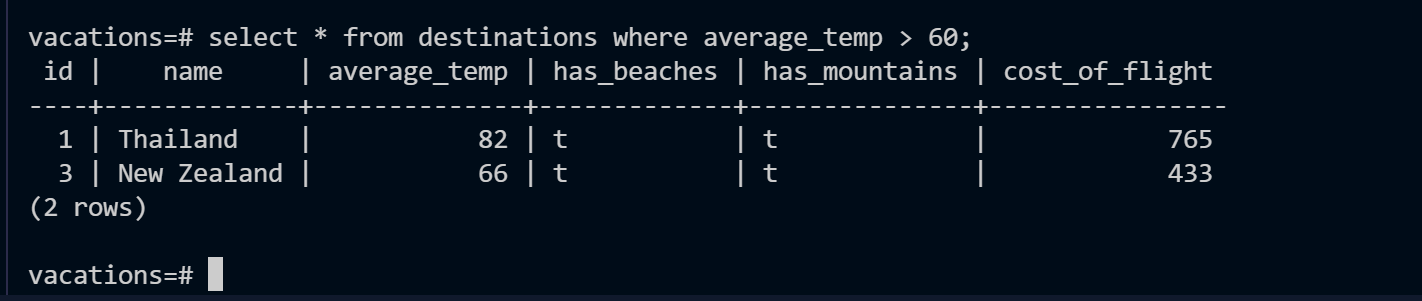 vacations=# select * from destinations where average_temp > 60;
 id |    name     | average_temp | has_beaches | has_mountains | cost_of_flight
----+-------------+--------------+-------------+---------------+----------------
  1 | Thailand    |           82 | t           | t             |            765
  3 | New Zealand |           66 | t           | t             |            433
(2 rows)
vacations=#